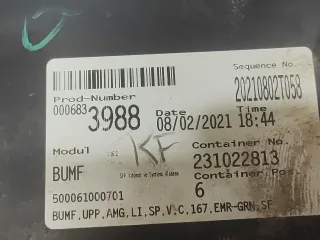 Sequence No.
20210802T058
Prod-Number
000683 3988
Date Time
08/02/2021 18:44
Modul
KF
Container No.
BUMF
231022813
Container Pos.
500061000701
6
BUMF.UPP.AMG.LI.SP.V.C.167.EMR-GRN.SF